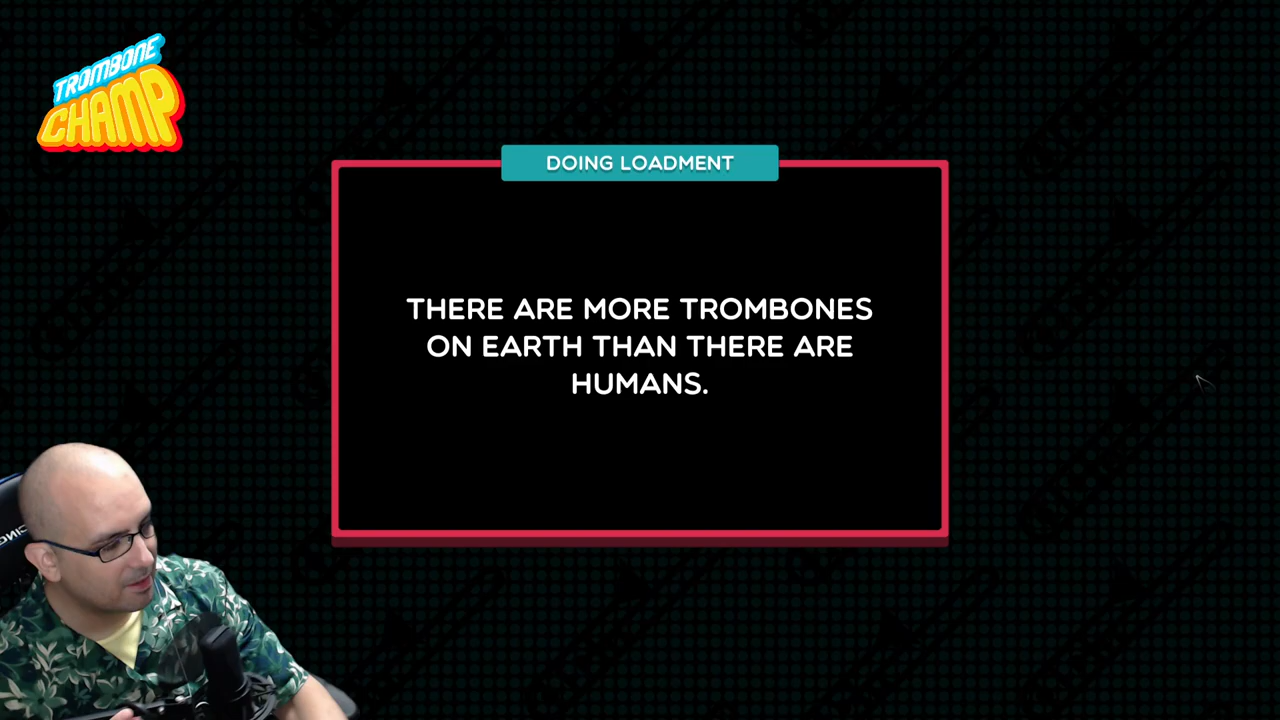 TROMBONE
CHAMP
DOING LOADMENT
THERE ARE MORE TROMBONES
ON EARTH THAN THERE ARE
HUMANS.